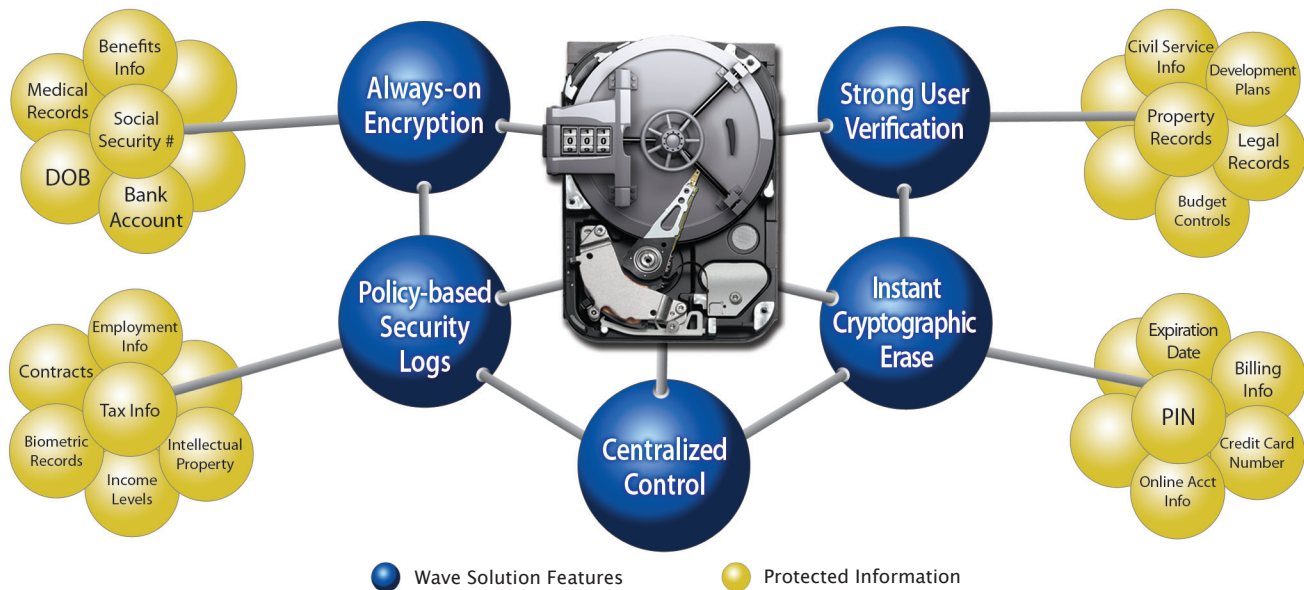 Benefits
Info
Medical
Records
Social
Security #
DOB
Bank
Account
Always-on
Encryption
0 0 0
Strong User
Verification
Civil Service
Info
Development
Plans
Property
Records
Legal
Records
Budget
Controls
Policy-based
Security
Logs
Instant
Cryptographic
Erase
Employment
Info
Contracts
Tax Info
Biometric
Records
Intellectual
Property
Income
Levels
Centralized
Control
Expiration
Date
Billing
Info
PIN
Credit Card
Number
Online Acct
Info
Wave Solution Features
Protected Information